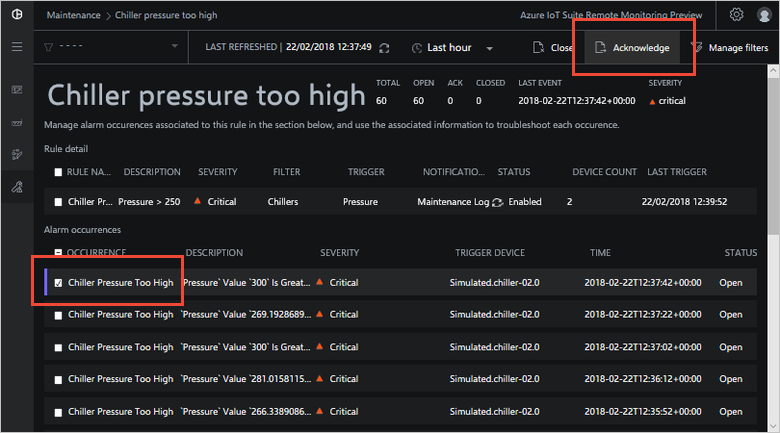 Maintenance > Chiller pressure too high
Azure IoT Suite Remote Monitoring Preview
- - - -
LAST REFRESHED | 22/02/2018 12:37:49
Last hour
Close
Acknowledge
Manage filters
Chiller pressure too high
TOTAL OPEN ACK CLOSED LAST EVENT SEVERITY
60 60 0 0 2018-02-22T12:37:42+00:00 critical
Manage alarm occurences associated to this rule in the section below, and use the associated information to troubleshoot each occurence.
Rule detail
RULE NA... DESCRIPTION SEVERITY FILTER TRIGGER NOTIFICATIO... STATUS DEVICE COUNT LAST TRIGGER
Chiller Pr... Pressure > 250 Critical Chillers Pressure Maintenance Log Enabled 2 22/02/2018 12:39:52
Alarm occurrences
OCCURRENCE DESCRIPTION SEVERITY TRIGGER DEVICE TIME STATUS
Chiller Pressure Too High `Pressure` Value `300` Is Great... Critical Simulated.chiller-02.0 2018-02-22T12:37:42+00:00 Open
Chiller Pressure Too High `Pressure` Value `269.1928689... Critical Simulated.chiller-02.0 2018-02-22T12:37:22+00:00 Open
Chiller Pressure Too High `Pressure` Value `300` Is Great... Critical Simulated.chiller-02.0 2018-02-22T12:37:02+00:00 Open
Chiller Pressure Too High `Pressure` Value `281.0158115... Critical Simulated.chiller-02.0 2018-02-22T12:36:12+00:00 Open
Chiller Pressure Too High `Pressure` Value `266.3389086... Critical Simulated.chiller-02.0 2018-02-22T12:35:52+00:00 Open